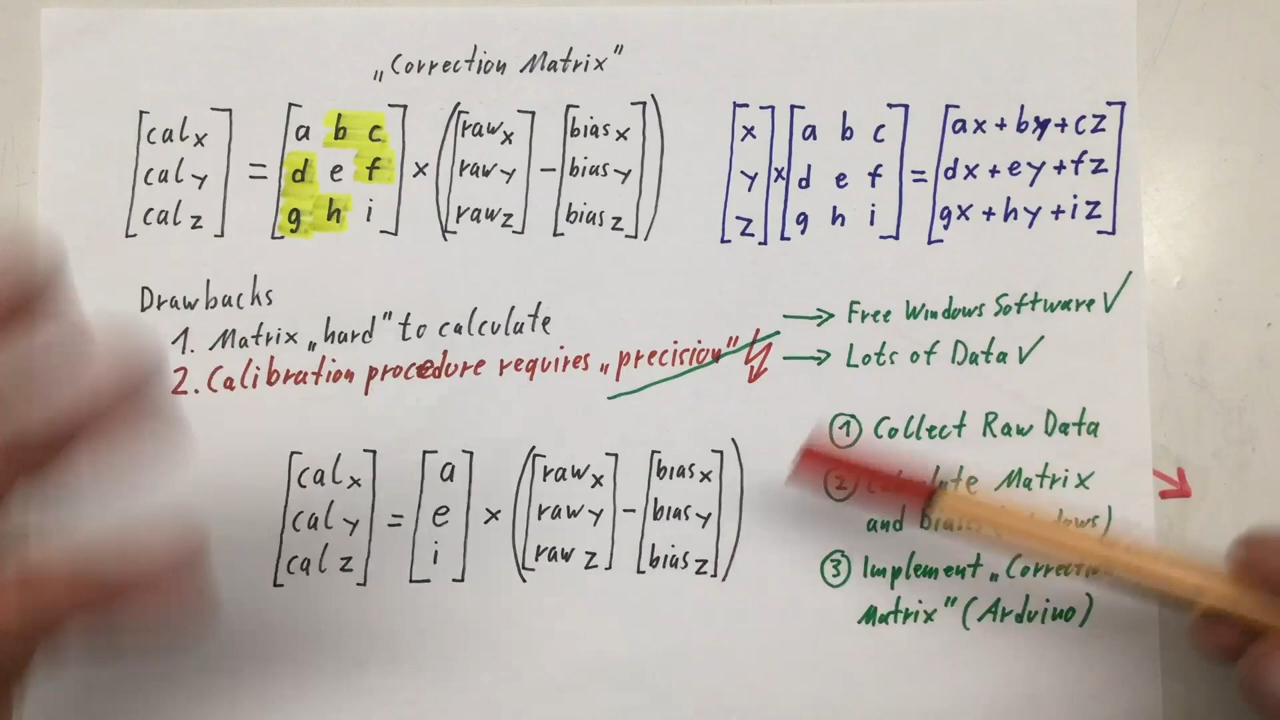 „Correction Matrix"
[cal x] = [a b c] × ([raw x] − [bias x])
[cal y] [d e f] [raw y] [bias y]
[cal z] [g h i] [raw z] [bias z]
[x] × [a b c] = [ax + by + cz]
[y] [d e f] [dx + ey + fz]
[z] [g h i] [gx + hy + iz]
Drawbacks
1. Matrix „hard" to calculate
2. Calibration procedure requires „precision"
→ Free Windows Software ✓
→ Lots of Data ✓
[cal x] = [a] × ([raw x] − [bias x])
[cal y] [e] [raw y] [bias y]
[cal z] [i] [raw z] [bias z]
① Collect Raw Data
② Matrix
and
③ Implement
Matrix" (Arduino)